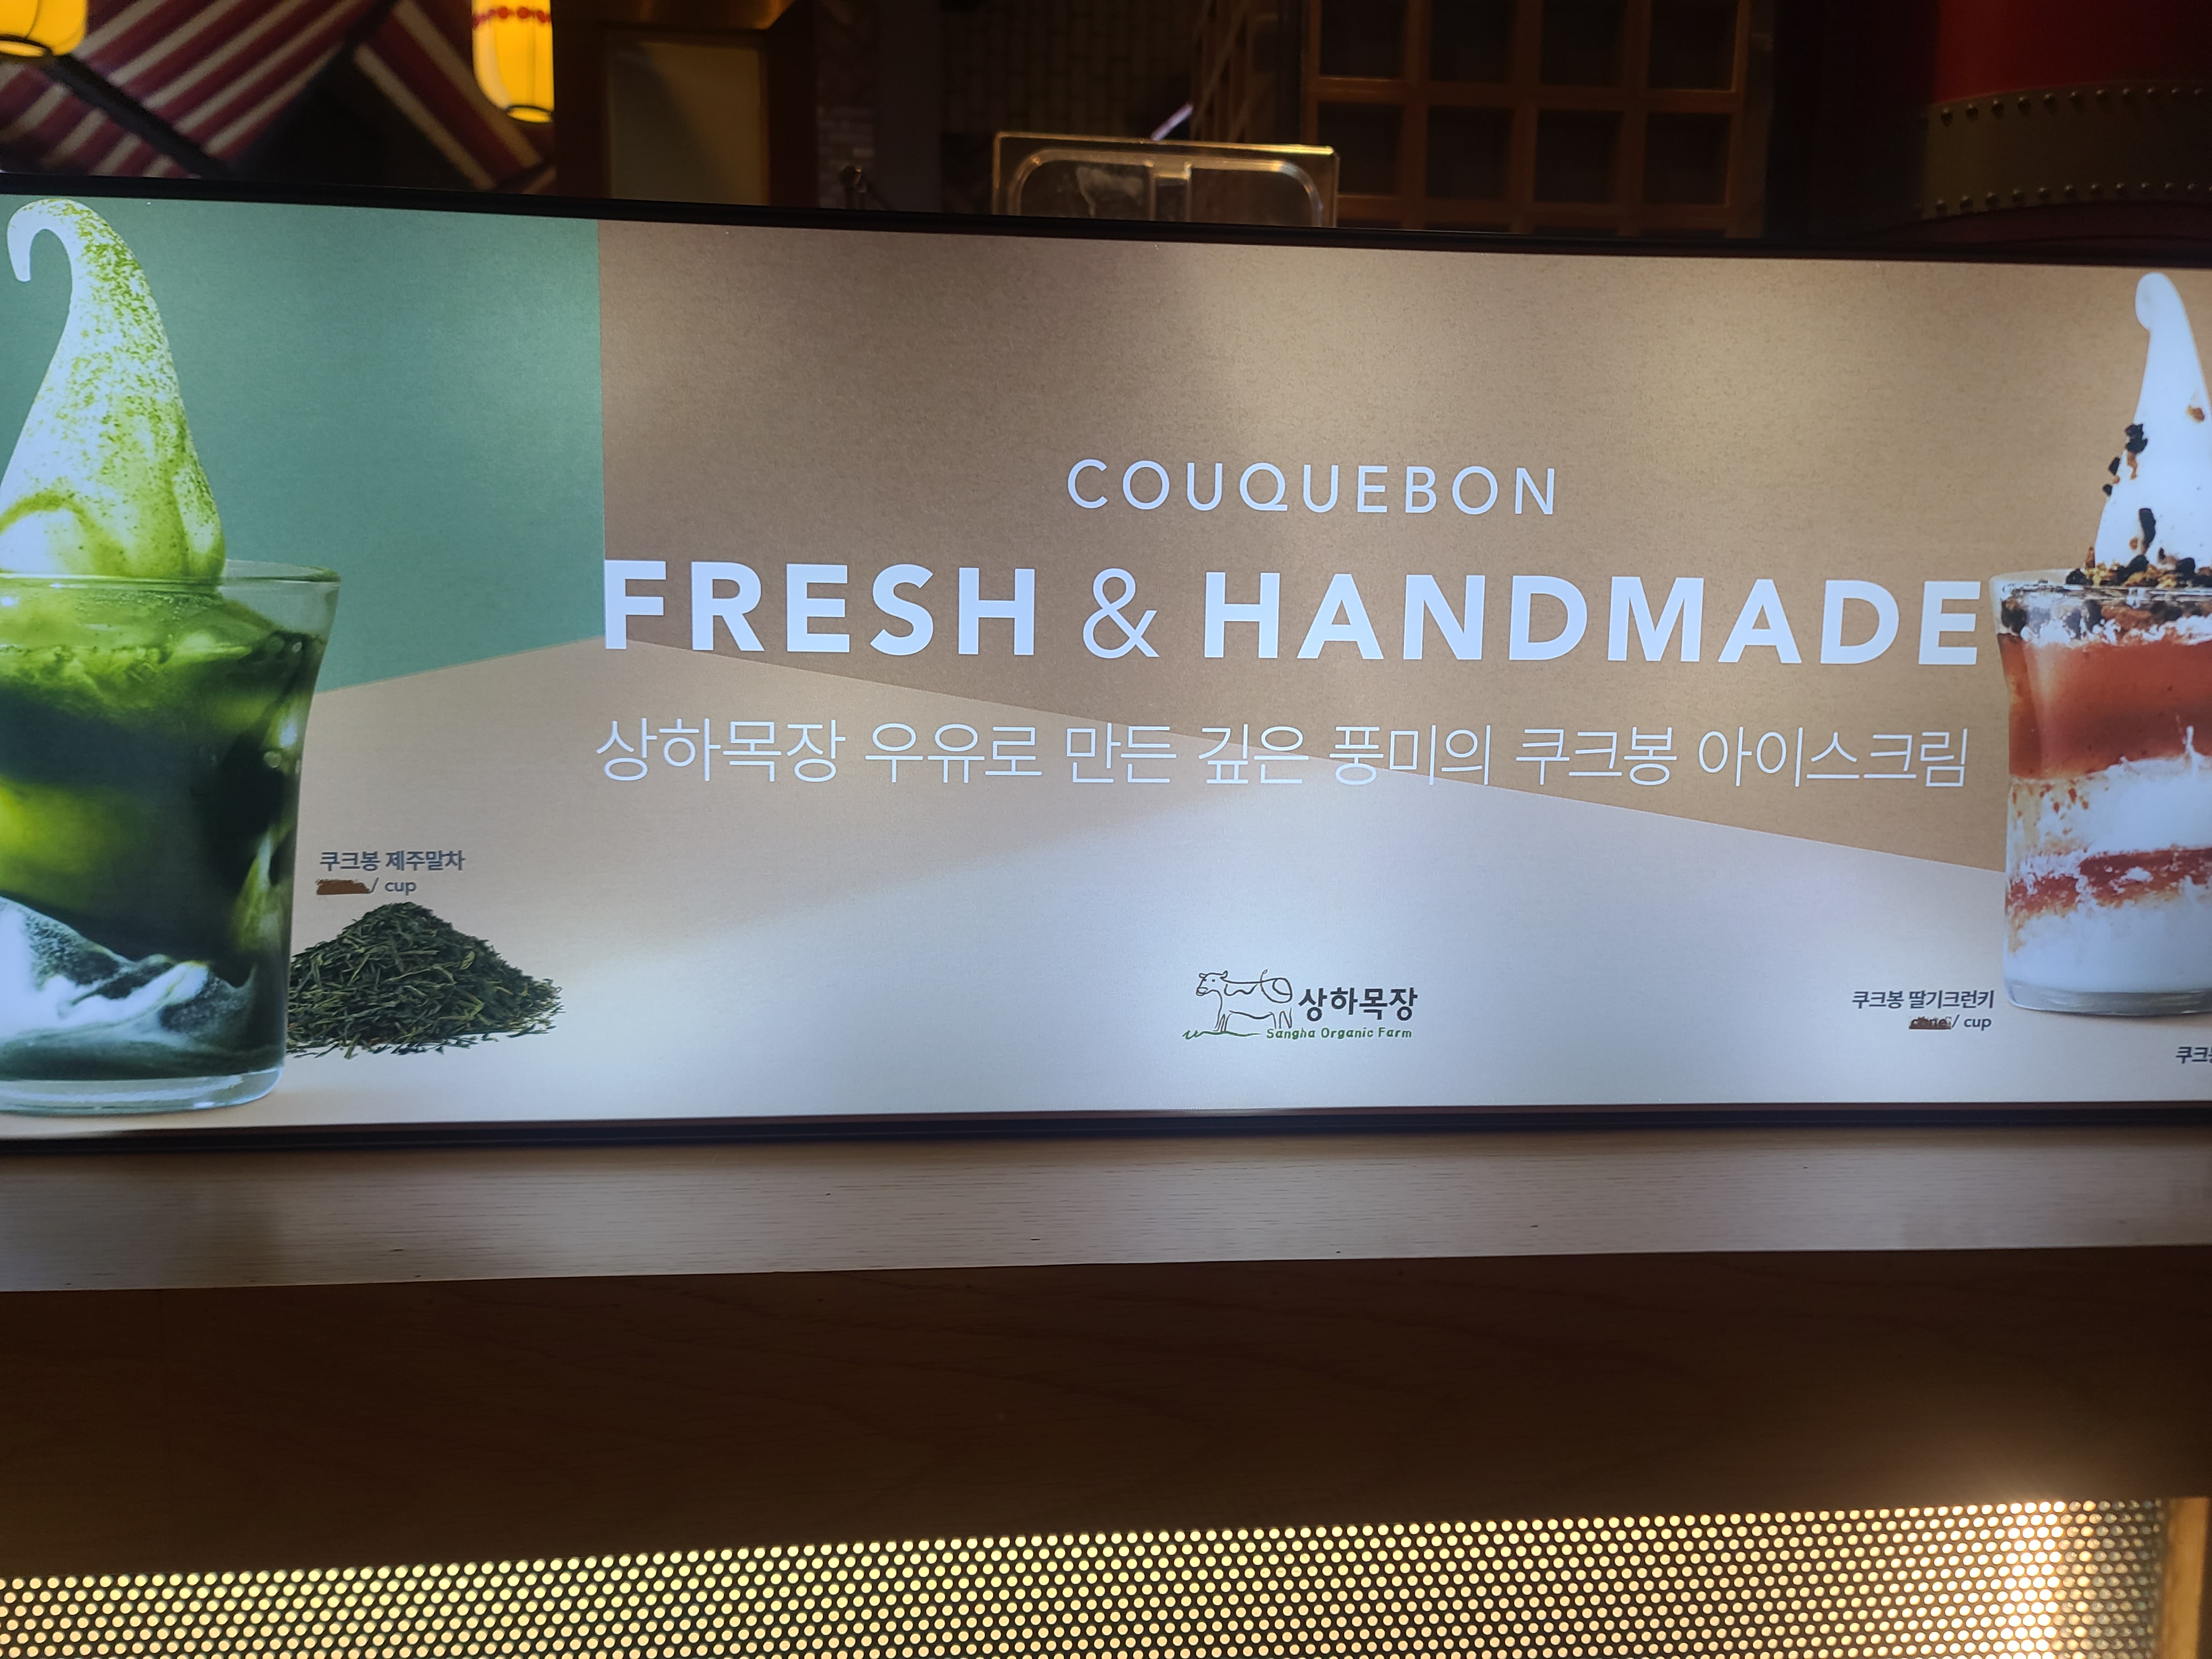 COUQUEBON
FRESH & HANDMADE
상하목장 우유로 만든 깊은 풍미의 쿠크봉 아이스크림
쿠크봉 제주말차
/ cup
상하목장
Sangha Organic Farm
쿠크봉 딸기크런키
/ cup